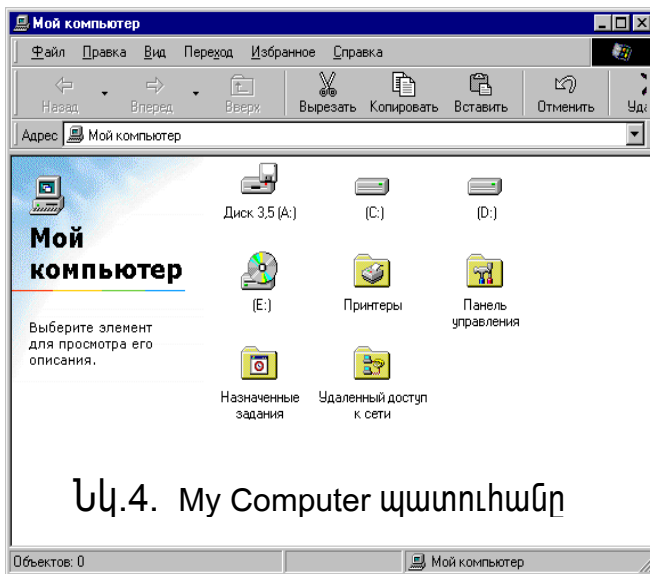 Мой компьютер
Файл Правка Вид Переход Избранное Справка
Назад Вперед Вверх Вырезать Копировать Вставить Отменить
Адрес Мой компьютер
Диск 3,5 (A:) (C:) (D:)
Мой
компьютер
(E:) Принтеры Панель
управления
Выберите элемент
для просмотра его
описания.
Назначенные Удаленный доступ
задания к сети
Նկ.4. My Computer պատուհանը
Объектов: 0 Мой компьютер